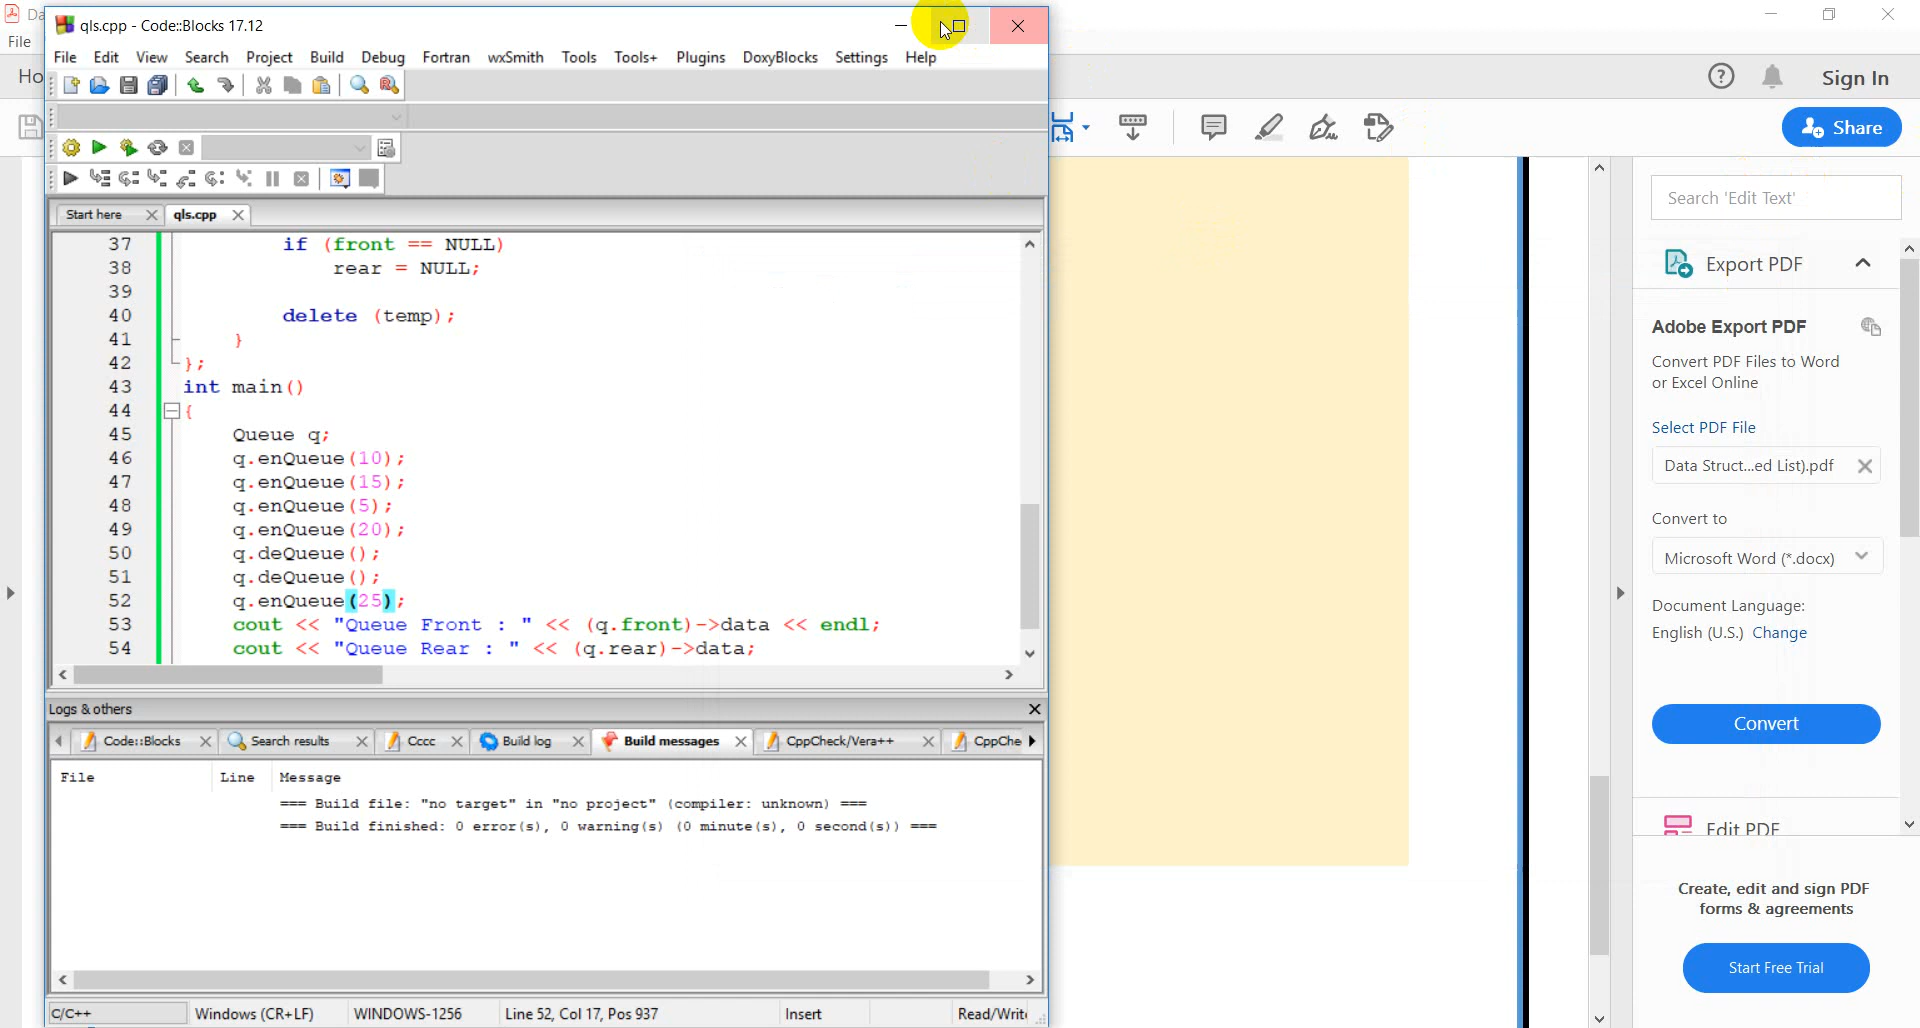 Da
qls.cpp - Code::Blocks 17.12
File
File Edit View Search Project Build Debug Fortran wxSmith Tools Tools+ Plugins DoxyBlocks Settings Help
Ho
Sign In
Share
Start here
qls.cpp
37 if (front == NULL)
38 rear = NULL;
39
40 delete (temp);
41 }
42 };
43 int main()
44 {
45 Queue q;
46 q.enQueue(10);
47 q.enQueue(15);
48 q.enQueue(5);
49 q.enQueue(20);
50 q.deQueue();
51 q.deQueue();
52 q.enQueue(25);
53 cout << "Queue Front : " << (q.front)->data << endl;
54 cout << "Queue Rear : " << (q.rear)->data;
Logs & others
Code::Blocks Search results Cccc Build log Build messages CppCheck/Vera++ CppChe
File Line Message
=== Build file: "no target" in "no project" (compiler: unknown) ===
=== Build finished: 0 error(s), 0 warning(s) (0 minute(s), 0 second(s)) ===
C/C++ Windows (CR+LF) WINDOWS-1256 Line 52, Col 17, Pos 937 Insert Read/Writ
Search 'Edit Text'
Export PDF
Adobe Export PDF
Convert PDF Files to Word
or Excel Online
Select PDF File
Data Struct...ed List).pdf
Convert to
Microsoft Word (*.docx)
Document Language:
English (U.S.) Change
Convert
Edit PDF
Create, edit and sign PDF
forms & agreements
Start Free Trial